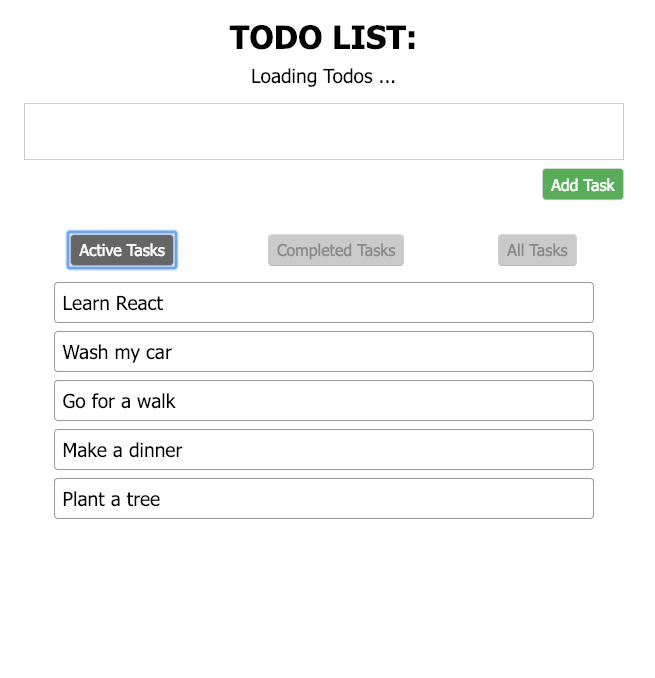 TODO LIST:
Loading Todos ...
Add Task
Active Tasks Completed Tasks All Tasks
Learn React
Wash my car
Go for a walk
Make a dinner
Plant a tree